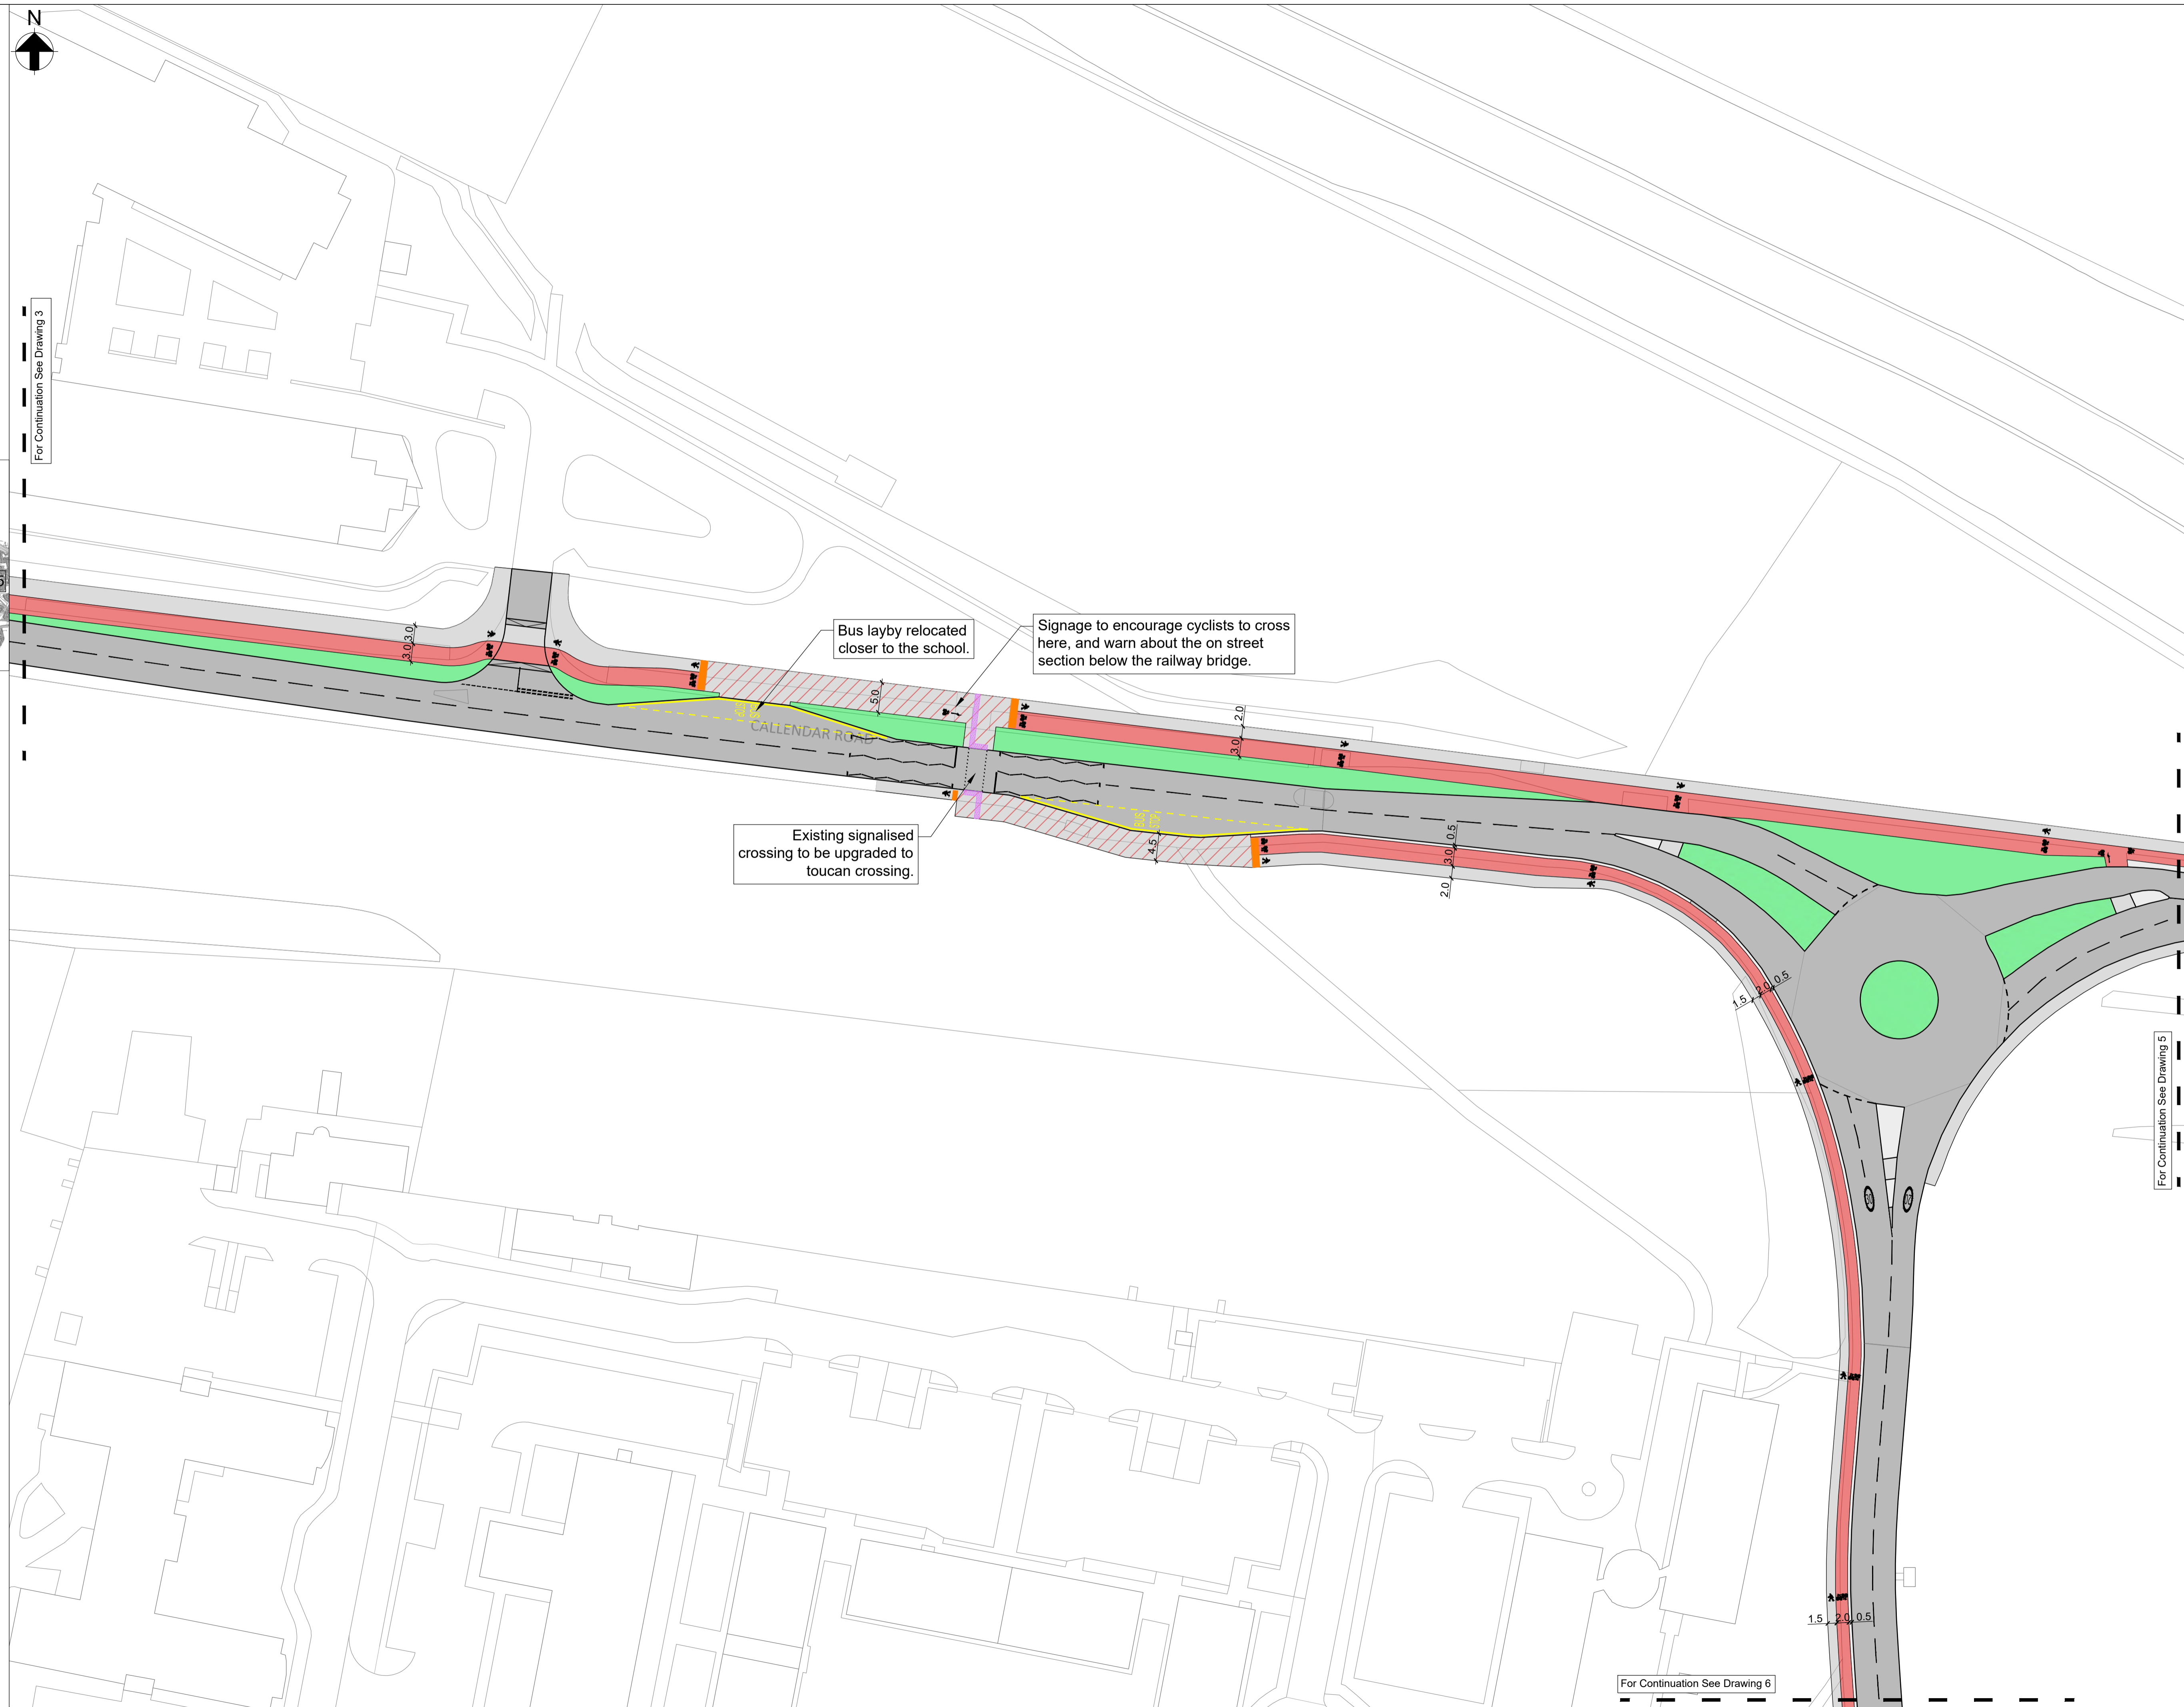 N
For Continuation See Drawing 3
3.0
3.0
Bus layby relocated
closer to the school.
Signage to encourage cyclists to cross
here, and warn about the on street
section below the railway bridge.
5.0
2.0
3.0
BUS
STOP
CALLENDAR ROAD
Existing signalised
crossing to be upgraded to
toucan crossing.
BUS
STOP
4.5
0.5
3.0
2.0
1.5
2.0
0.5
For Continuation See Drawing 5
1.5
2.0
0.5
For Continuation See Drawing 6